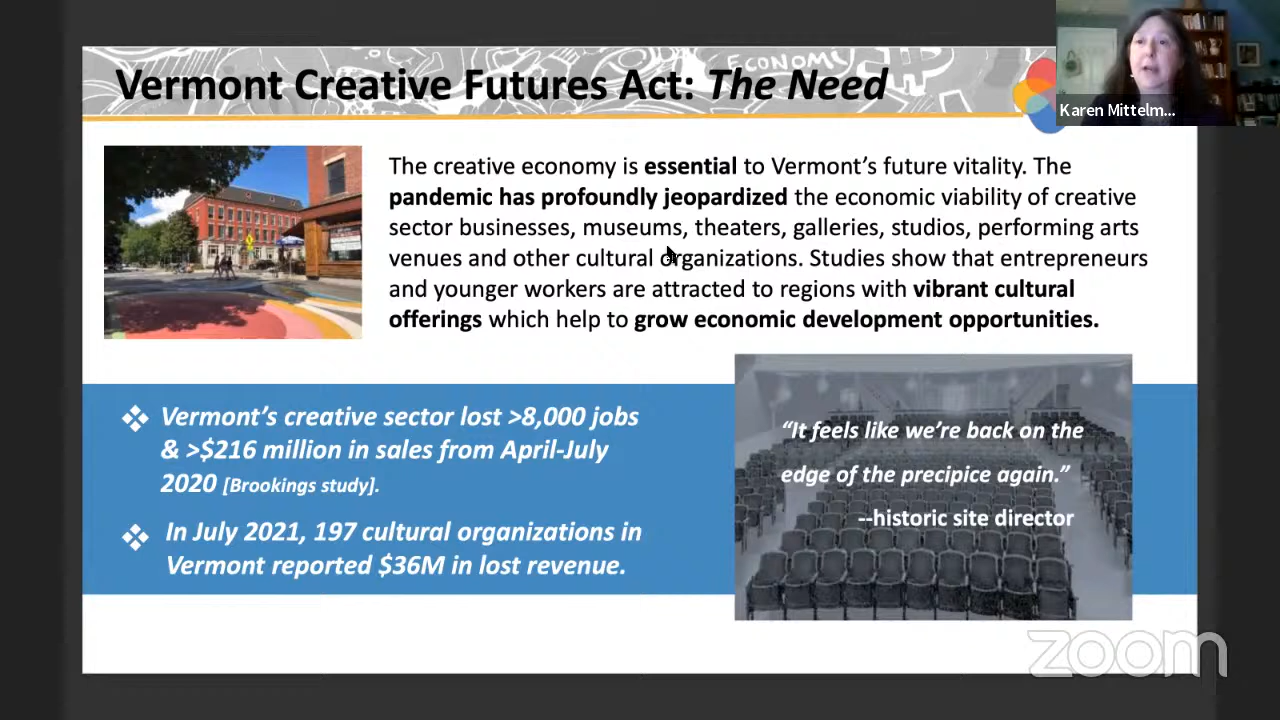 ECONOMY
Vermont Creative Futures Act: The Need
Karen Mittelm...
The creative economy is essential to Vermont’s future vitality. The
pandemic has profoundly jeopardized the economic viability of creative
sector businesses, museums, theaters, galleries, studios, performing arts
venues and other cultural organizations. Studies show that entrepreneurs
and younger workers are attracted to regions with vibrant cultural
offerings which help to grow economic development opportunities.
Vermont’s creative sector lost >8,000 jobs
& >$216 million in sales from April-July
2020 [Brookings study].
In July 2021, 197 cultural organizations in
Vermont reported $36M in lost revenue.
“It feels like we’re back on the
edge of the precipice again.”
--historic site director
zoom